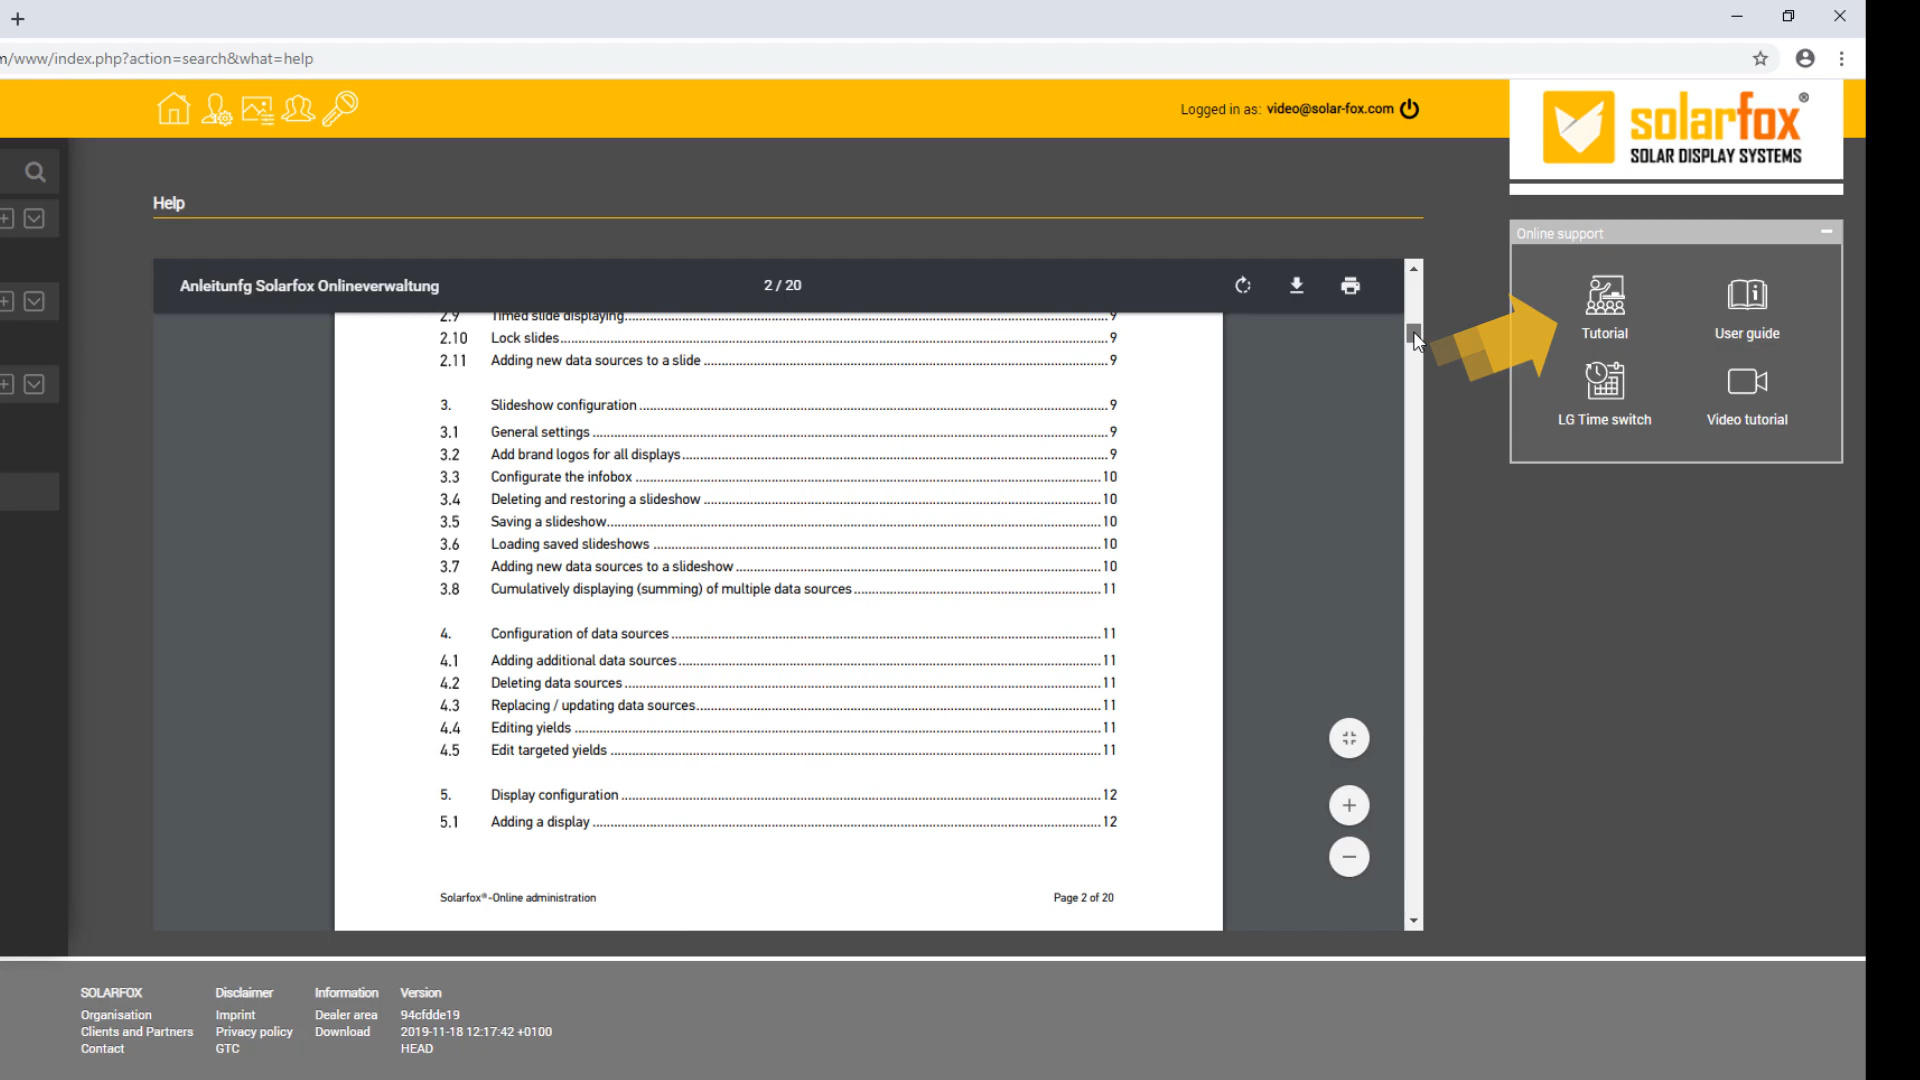 m/www/index.php?action=search&what=help
Logged in as: video@solar-fox.com
solarfox®
SOLAR DISPLAY SYSTEMS
Help
Online support
Tutorial
User guide
LG Time switch
Video tutorial
Anleitunfg Solarfox Onlineverwaltung
2 / 20
2.9 Timed slide displaying 9
2.10 Lock slides 9
2.11 Adding new data sources to a slide 9
3. Slideshow configuration 9
3.1 General settings 9
3.2 Add brand logos for all displays 9
3.3 Configurate the infobox 10
3.4 Deleting and restoring a slideshow 10
3.5 Saving a slideshow 10
3.6 Loading saved slideshows 10
3.7 Adding new data sources to a slideshow 10
3.8 Cumulatively displaying (summing) of multiple data sources 11
4. Configuration of data sources 11
4.1 Adding additional data sources 11
4.2 Deleting data sources 11
4.3 Replacing / updating data sources 11
4.4 Editing yields 11
4.5 Edit targeted yields 11
5. Display configuration 12
5.1 Adding a display 12
Solarfox®-Online administration Page 2 of 20
SOLARFOX Disclaimer Information Version
Organisation Imprint Dealer area 94cfdde19
Clients and Partners Privacy policy Download 2019-11-18 12:17:42 +0100
Contact GTC HEAD